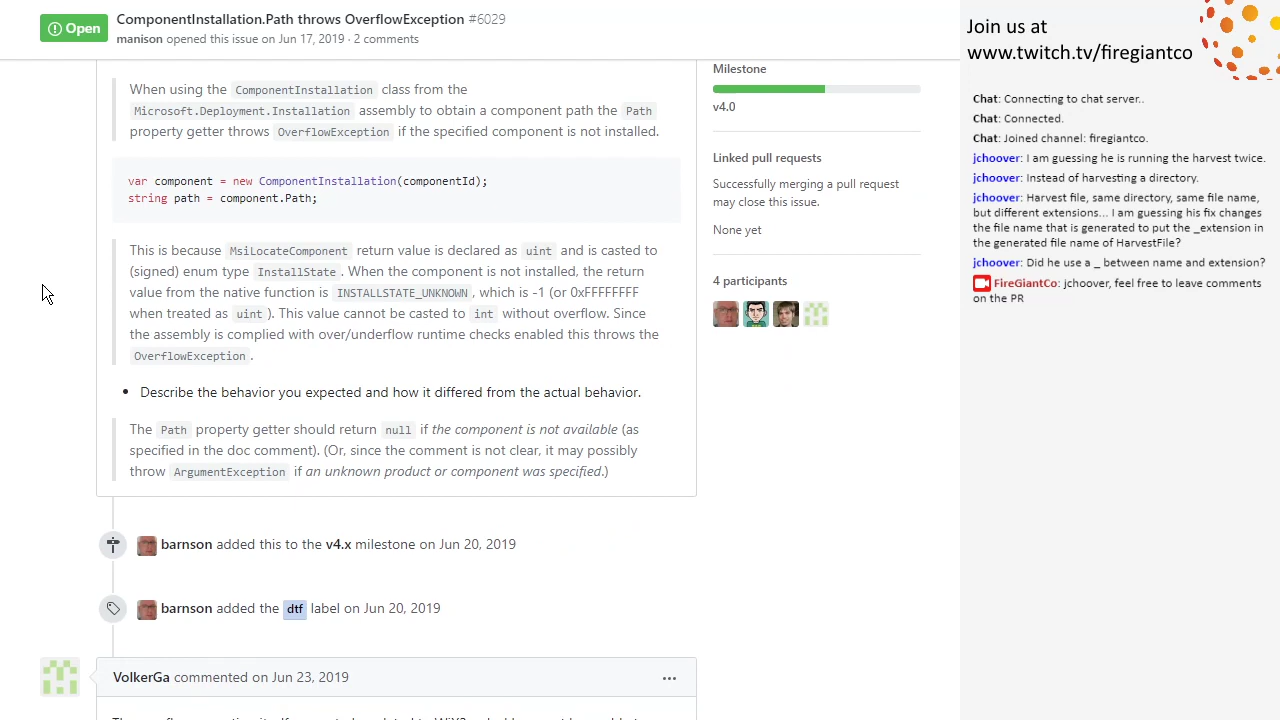 Open
ComponentInstallation.Path throws OverflowException #6029
manison opened this issue on Jun 17, 2019 · 2 comments
When using the ComponentInstallation class from the
Microsoft.Deployment.Installation assembly to obtain a component path the Path
property getter throws OverflowException if the specified component is not installed.
var component = new ComponentInstallation(componentId);
string path = component.Path;
This is because MsiLocateComponent return value is declared as uint and is casted to
(signed) enum type InstallState. When the component is not installed, the return
value from the native function is INSTALLSTATE_UNKNOWN, which is -1 (or 0xFFFFFFFF
when treated as uint). This value cannot be casted to int without overflow. Since
the assembly is complied with over/underflow runtime checks enabled this throws the
OverflowException.
• Describe the behavior you expected and how it differed from the actual behavior.
The Path property getter should return null if the component is not available (as
specified in the doc comment). (Or, since the comment is not clear, it may possibly
throw ArgumentException if an unknown product or component was specified.)
barnson added this to the v4.x milestone on Jun 20, 2019
barnson added the dtf label on Jun 20, 2019
VolkerGa commented on Jun 23, 2019
Milestone
v4.0
Linked pull requests
Successfully merging a pull request
may close this issue.
None yet
4 participants
Join us at
www.twitch.tv/firegiantco
Chat: Connecting to chat server..
Chat: Connected.
Chat: Joined channel: firegiantco.
jchoover: I am guessing he is running the harvest twice.
jchoover: Instead of harvesting a directory.
jchoover: Harvest file, same directory, same file name,
but different extensions... I am guessing his fix changes
the file name that is generated to put the _extension in
the generated file name of HarvestFile?
jchoover: Did he use a _ between name and extension?
FireGiantCo: jchoover, feel free to leave comments
on the PR